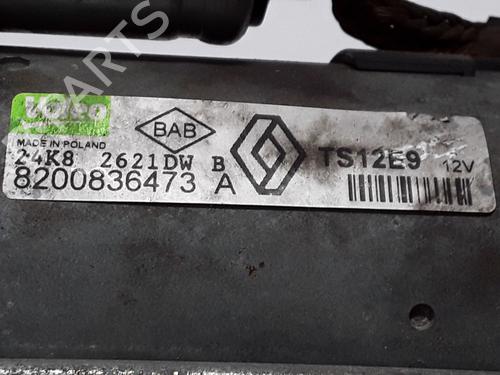 Valeo
MADE IN POLAND
24K8 2621DW B
8200836473 A
BAB
TS12E9
12V